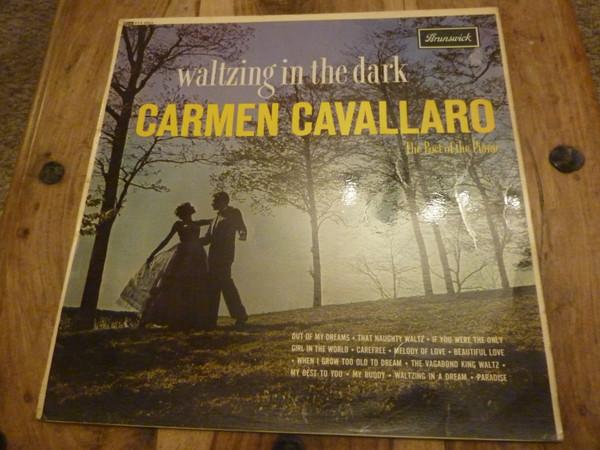 Brunswick
waltzing in the dark
CARMEN CAVALLARO
The Poet of the Piano
OUT OF MY DREAMS • THAT NAUGHTY WALTZ • IF YOU WERE THE ONLY
GIRL IN THE WORLD • CAREFREE • MELODY OF LOVE • BEAUTIFUL LOVE
• WHEN I GROW TOO OLD TO DREAM • THE VAGABOND KING WALTZ •
MY BEST TO YOU • MY BUDDY • WALTZING IN A DREAM • PARADISE